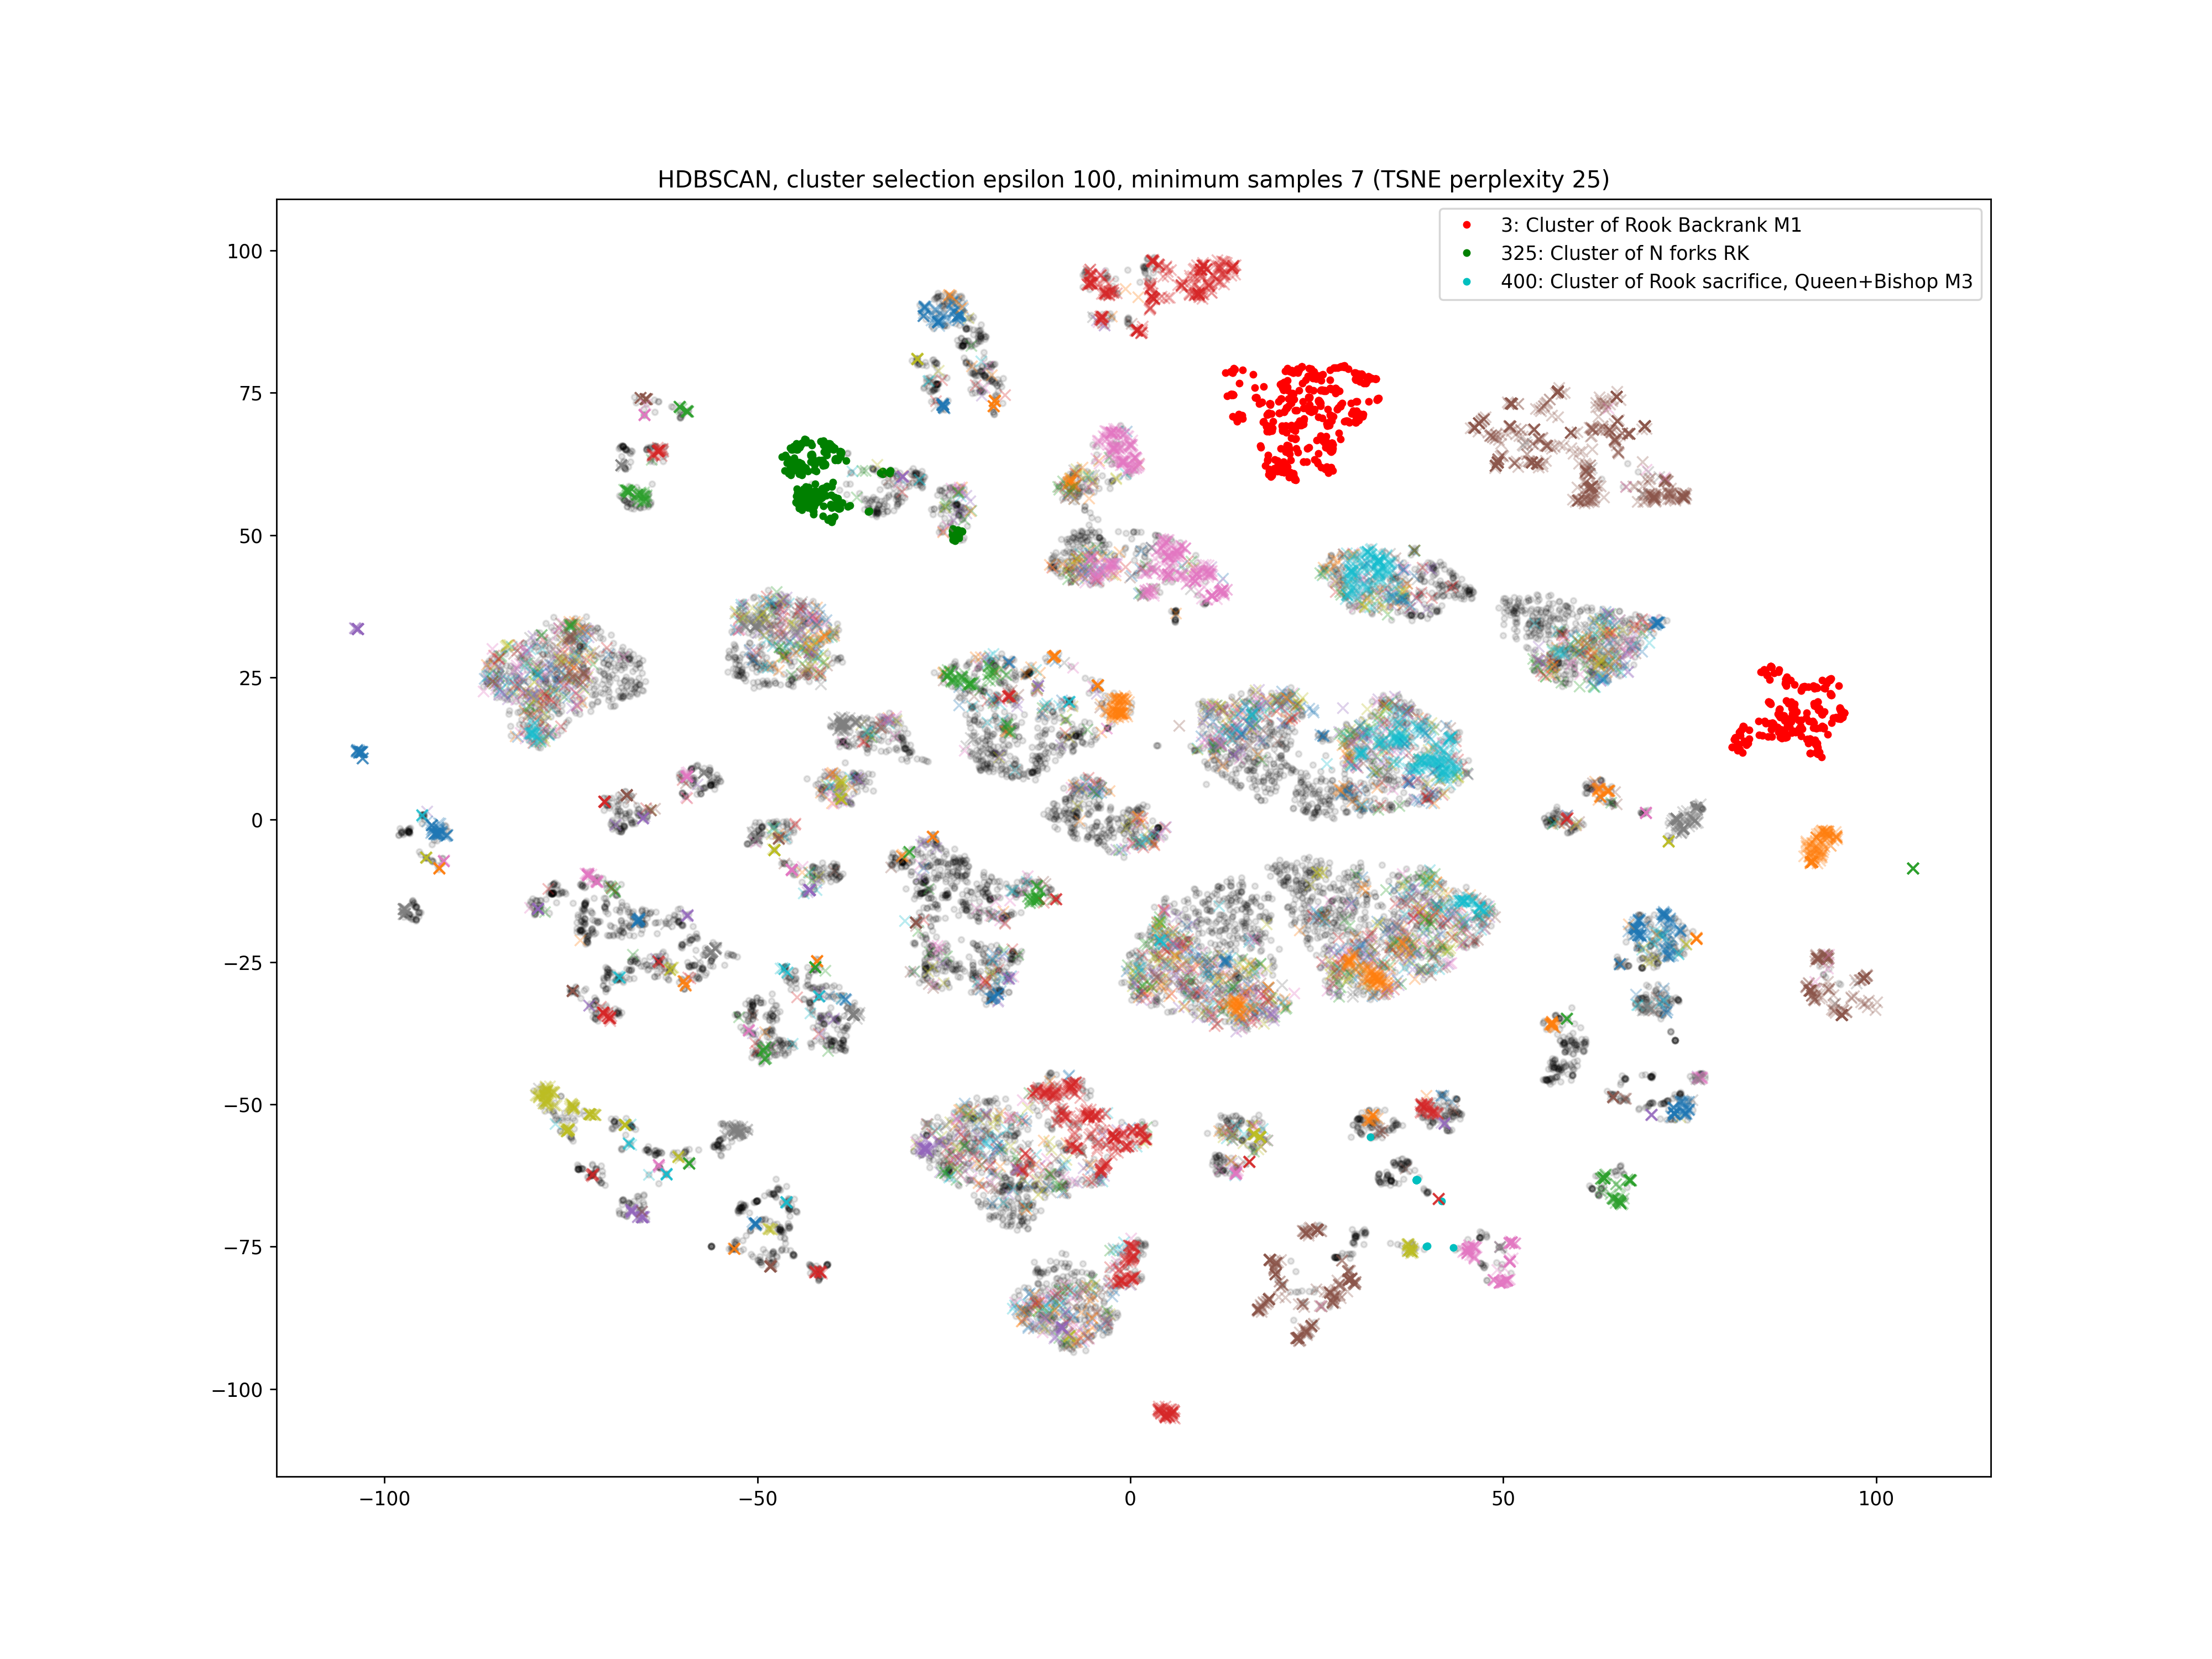 HDBSCAN, cluster selection epsilon 100, minimum samples 7 (TSNE perplexity 25)
3: Cluster of Rook Backrank M1
325: Cluster of N forks RK
400: Cluster of Rook sacrifice, Queen+Bishop M3
100
75
50
25
0
−25
−50
−75
−100
−100 −50 0 50 100